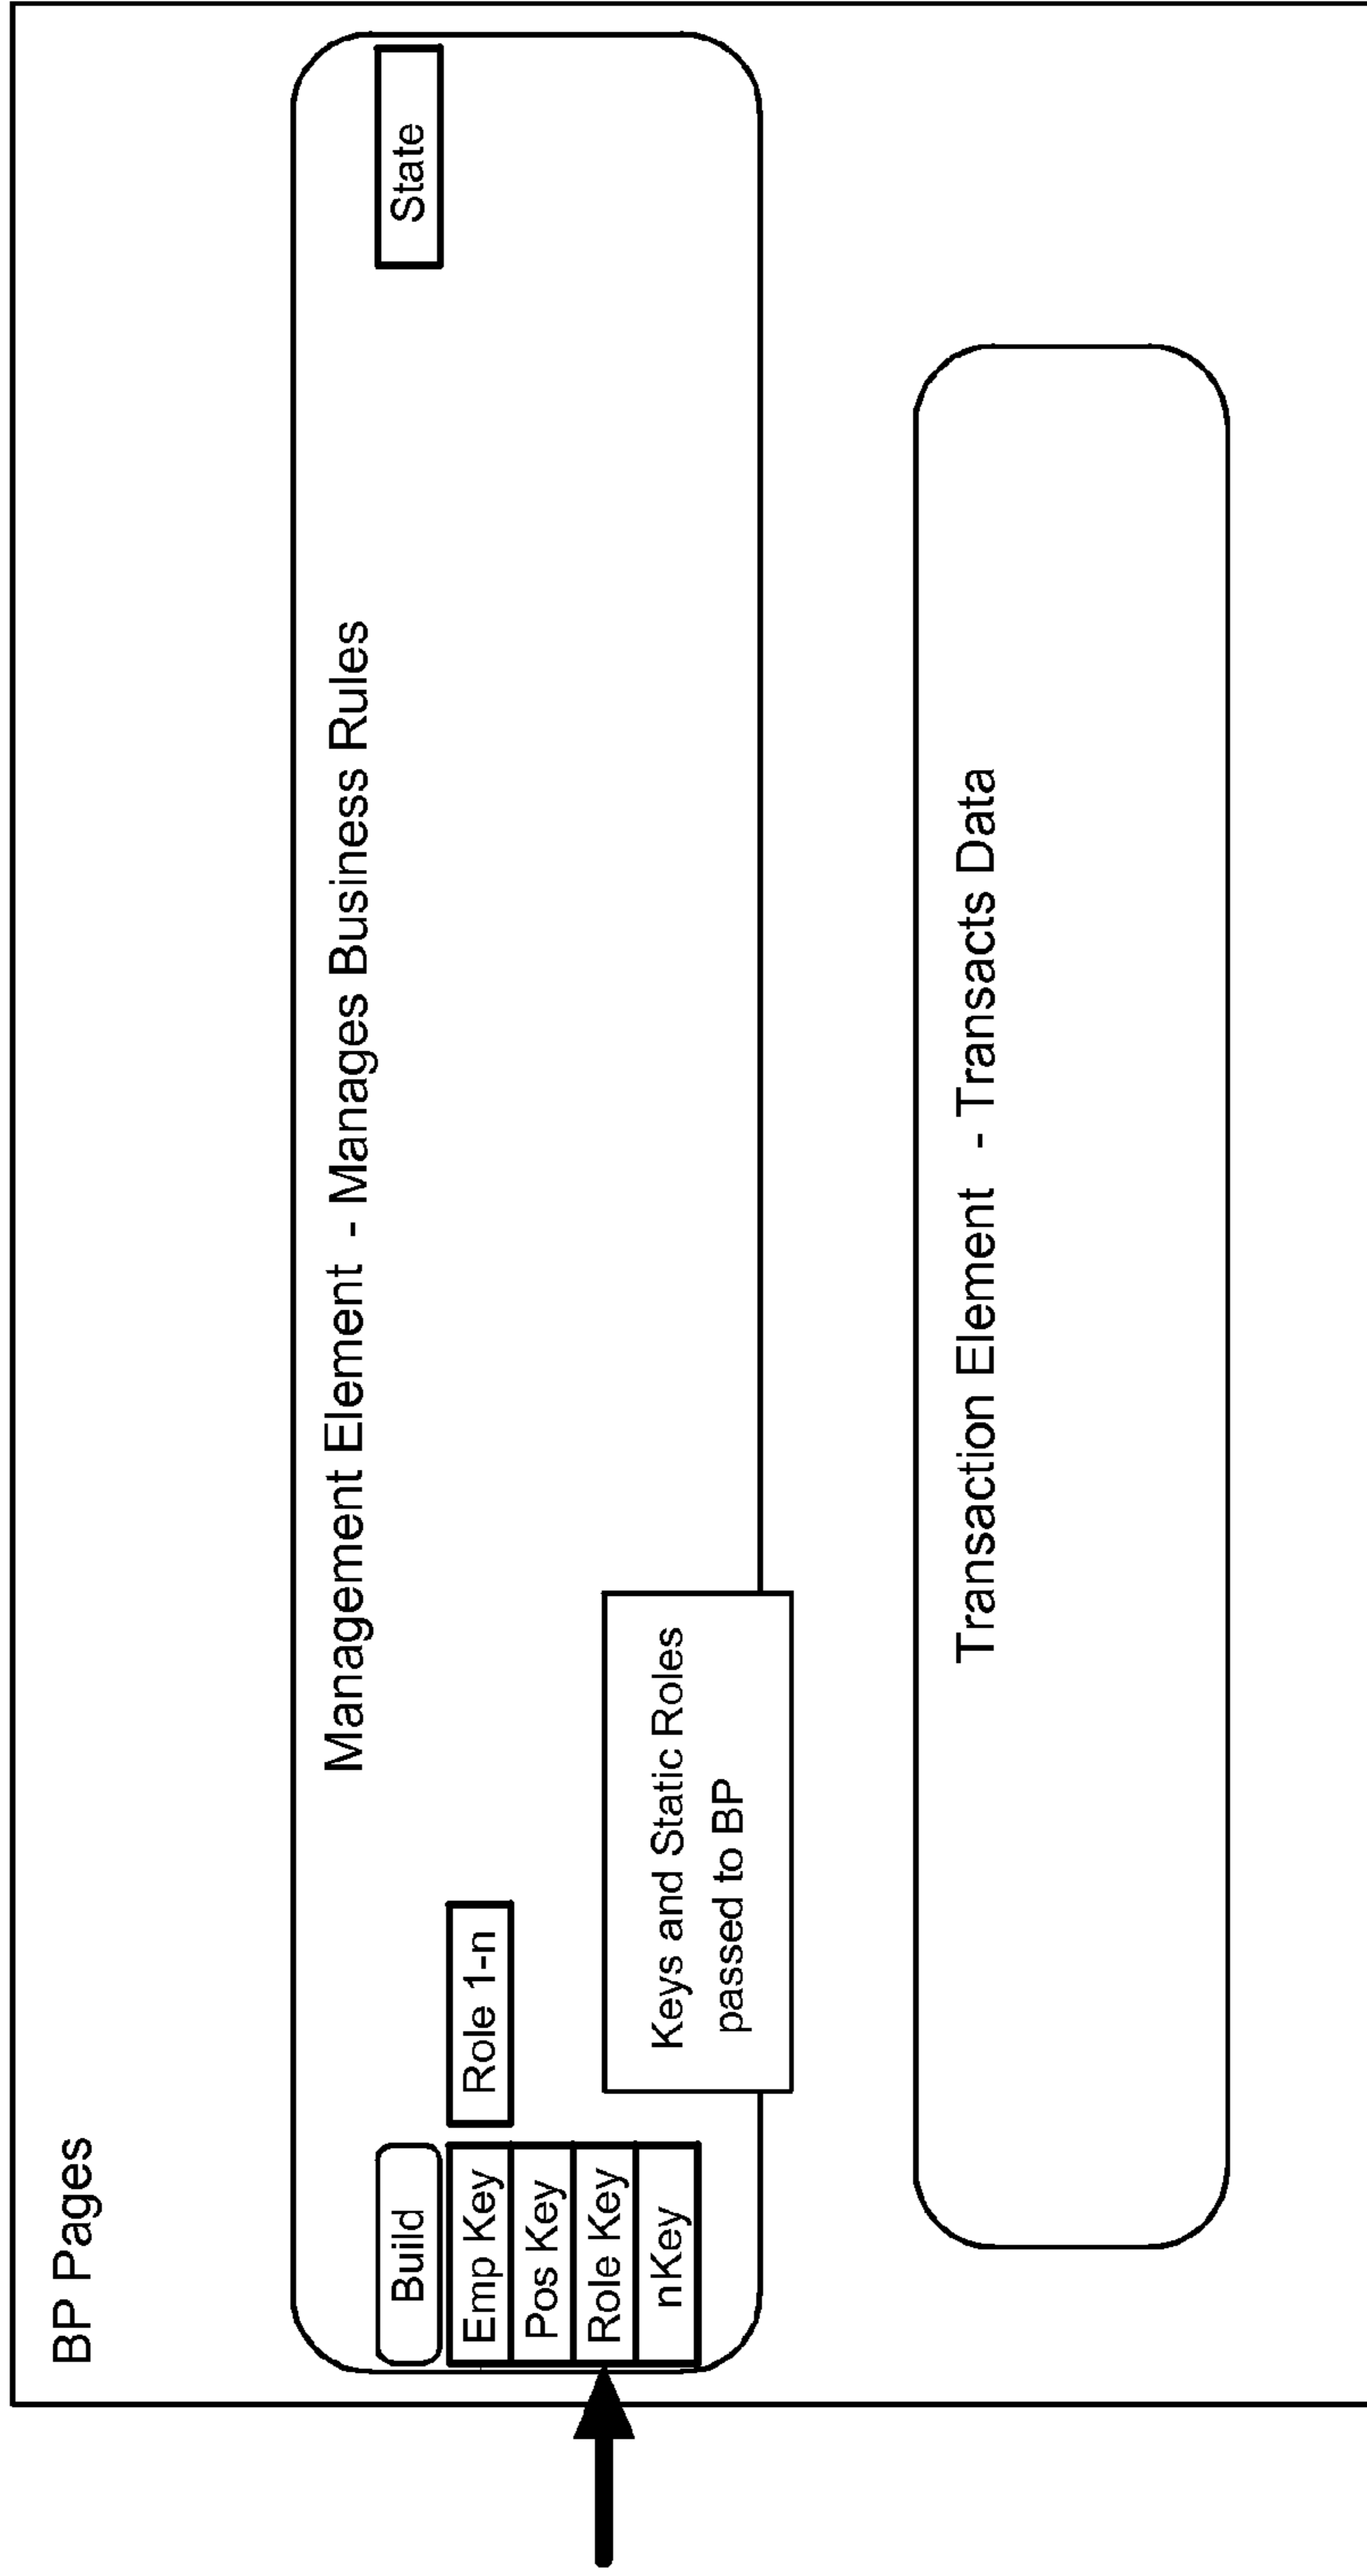 BP Pages
Management Element - Manages Business Rules
Build
State
Emp Key
Role 1-n
Pos Key
Role Key
nKey
Keys and Static Roles
passed to BP
Transaction Element - Transacts Data